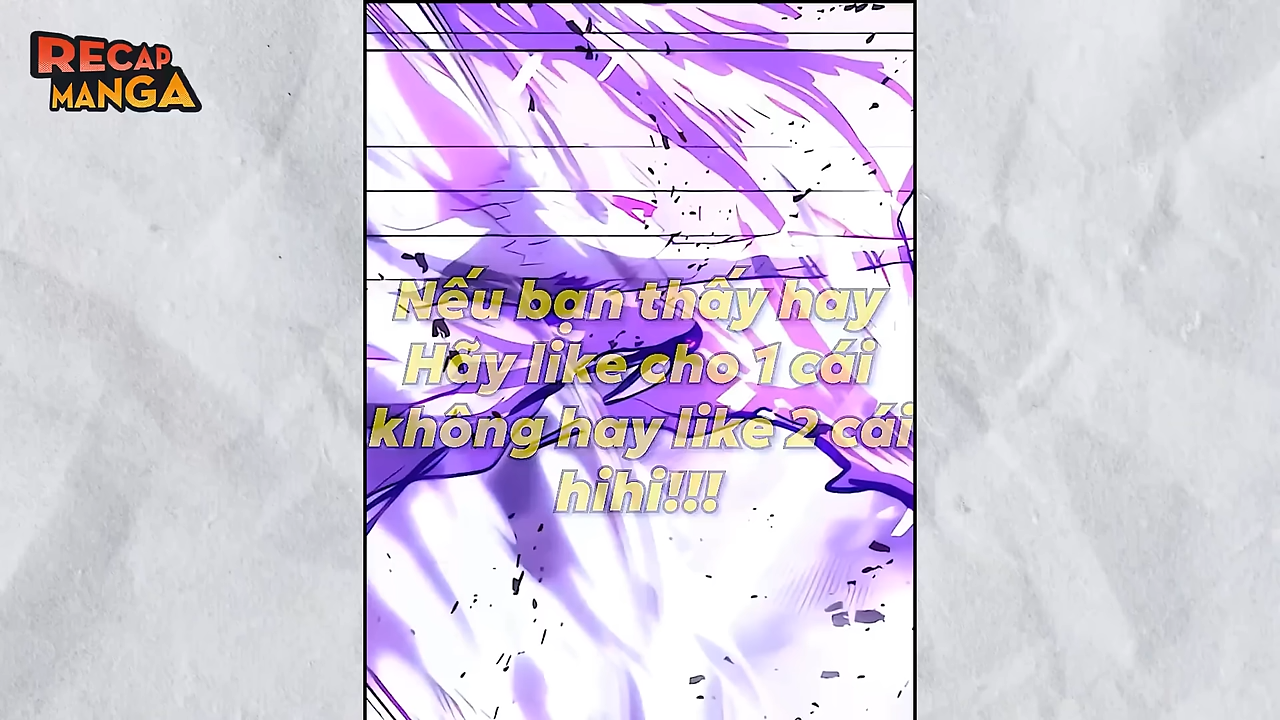 RECAP
MANGA
Nếu bạn thấy hay
Hãy like cho 1 cái
không hay like 2 cái
hihi!!!